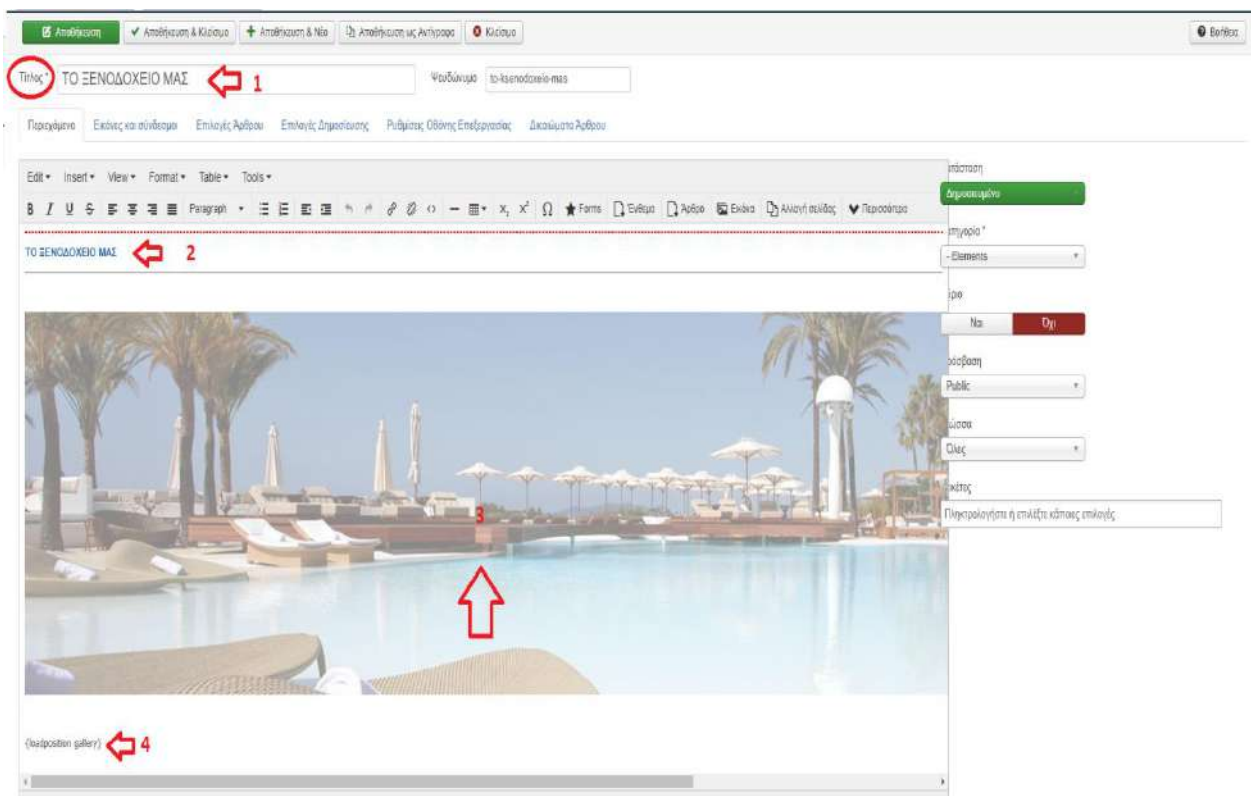 Αποθήκευση Αποθήκευση & Κλείσιμο Αποθήκευση & Νέο Αποθήκευση ως Αντίγραφο Κλείσιμο Βοήθεια
Τίτλος * ΤΟ ΞΕΝΟΔΟΧΕΙΟ ΜΑΣ 1 Ψευδώνυμο to-ksenodoxeio-mas
Περιεχόμενο Εικόνες και σύνδεσμοι Επιλογές Άρθρου Επιλογές Δημοσίευσης Ρυθμίσεις Οθόνης Επεξεργασίας Δικαιώματα Άρθρου
Edit Insert View Format Table Tools
B I U S Paragraph Forms Ένθεμα Άρθρο Εικόνα Αλλαγή σελίδας Περισσότερα
ΤΟ ΞΕΝΟΔΟΧΕΙΟ ΜΑΣ 2
3
{loadposition gallery} 4
ατάσταση
Δημοσιευμένο
ατηγορία *
- Elements
Ναι Όχι
Public
Όλες
Πληκτρολογήστε ή επιλέξτε κάποιες επιλογές